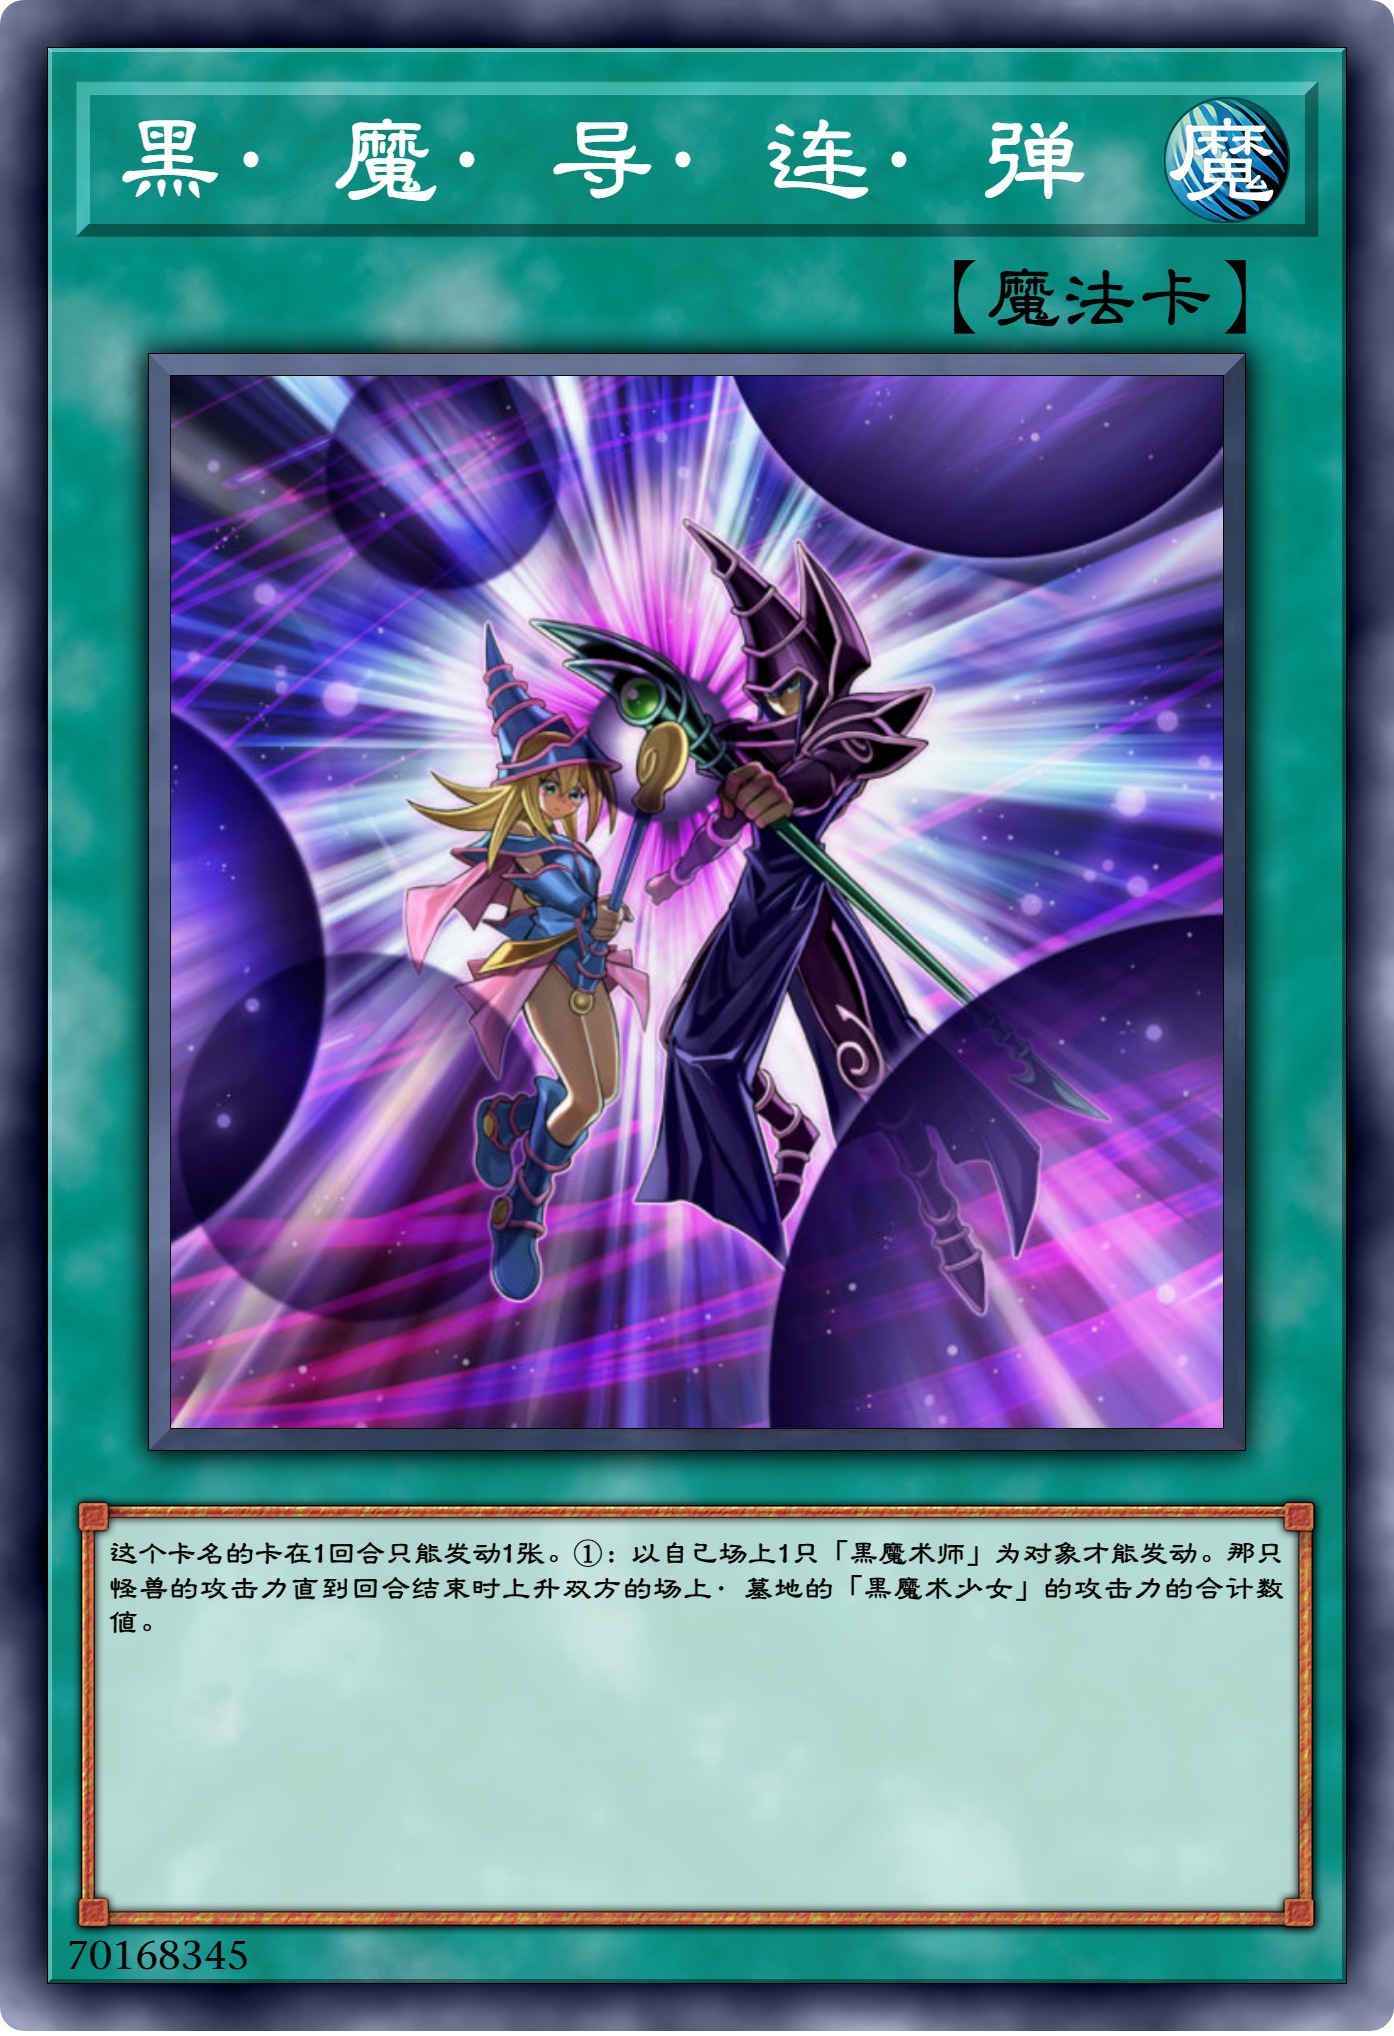 黒·魔·导·连·弹 魔
【魔法卡】
这个卡名的卡在1回合只能发动1张。①：以自己场上1只「黒魔术师」为对象才能发动。那只
怪兽的攻击力直到回合结束时上升双方的场上·墓地的「黒魔术少女」的攻击力的合计数
值。
70168345